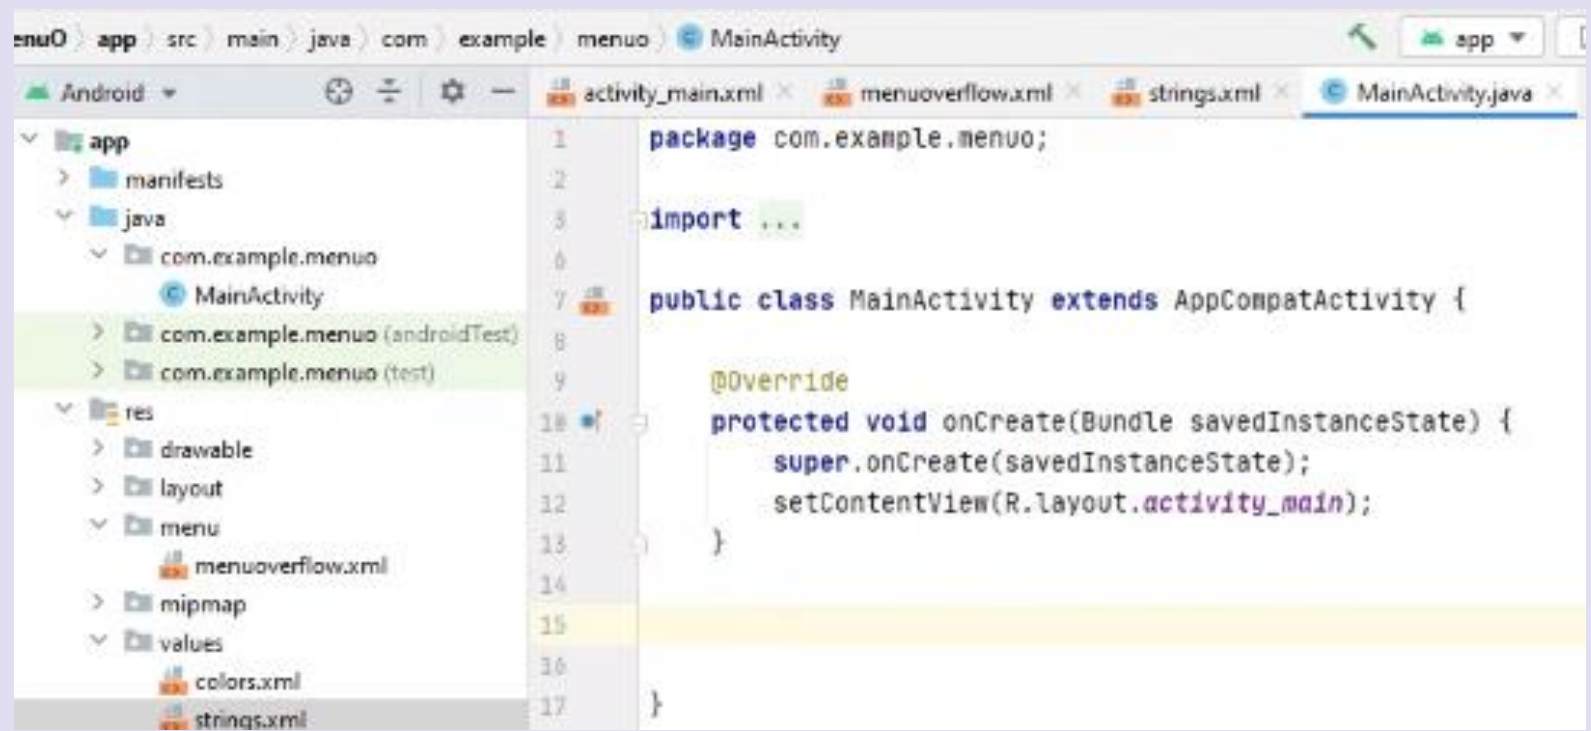 enuO app src main java com example menuo MainActivity app
Android activity_main.xml menuoverflow.xml strings.xml MainActivity.java
app
manifests
java
com.example.menuo
MainActivity
com.example.menuo (androidTest)
com.example.menuo (test)
res
drawable
layout
menu
menuoverflow.xml
mipmap
values
colors.xml
strings.xml
1 package com.example.menuo;
2
3 import ...
6
7 public class MainActivity extends AppCompatActivity {
8
9 @Override
10 protected void onCreate(Bundle savedInstanceState) {
11 super.onCreate(savedInstanceState);
12 setContentView(R.layout.activity_main);
13 }
14
15
16
17 }